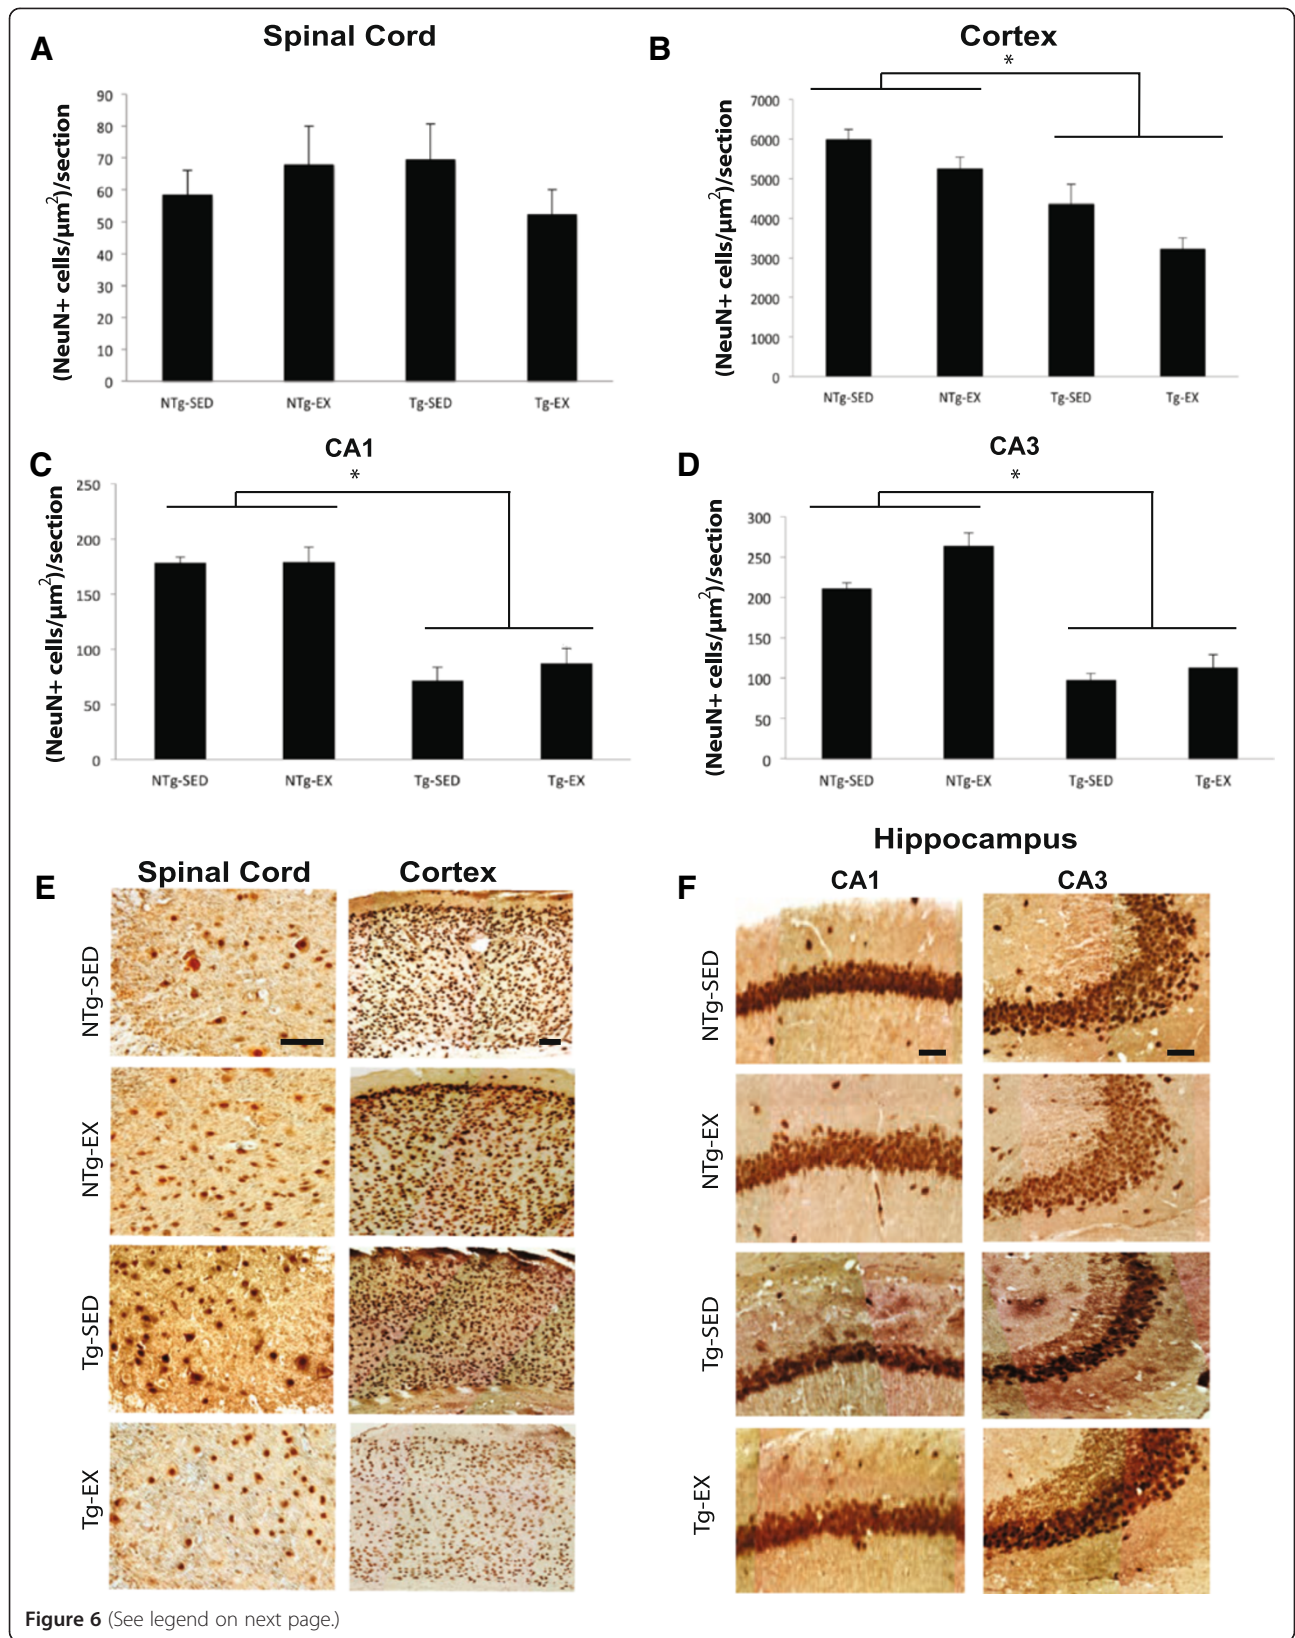 A
Spinal Cord
(NeuN+ cells/µm²)/section
90
80
70
60
50
40
30
20
10
0
NTg-SED NTg-EX Tg-SED Tg-EX
B
Cortex
*
(NeuN+ cells/µm²)/section
7000
6000
5000
4000
3000
2000
1000
0
NTg-SED NTg-EX Tg-SED Tg-EX
C
CA1
*
(NeuN+ cells/µm²)/section
250
200
150
100
50
0
NTg-SED NTg-EX Tg-SED Tg-EX
D
CA3
*
(NeuN+ cells/µm²)/section
300
250
200
150
100
50
0
NTg-SED NTg-EX Tg-SED Tg-EX
E
Spinal Cord Cortex
NTg-SED
NTg-EX
Tg-SED
Tg-EX
F
Hippocampus
CA1 CA3
NTg-SED
NTg-EX
Tg-SED
Tg-EX
Figure 6 (See legend on next page.)